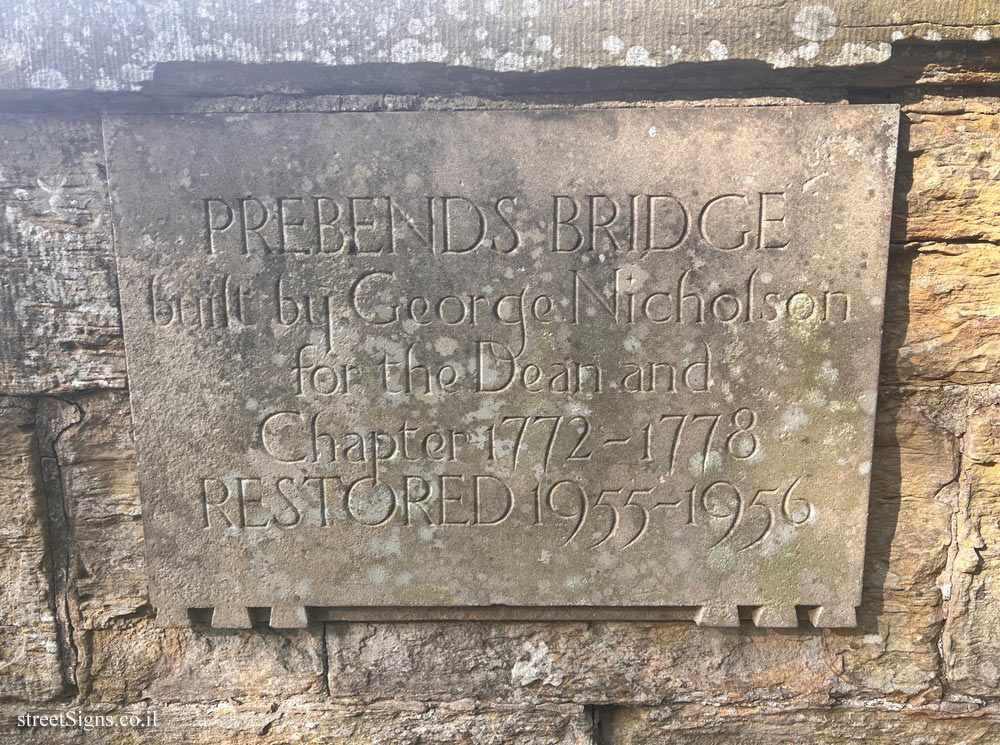 PREBENDS BRIDGE
built by George Nicholson
for the Dean and
Chapter 1772-1778
RESTORED 1955-1956
streetSigns.co.il